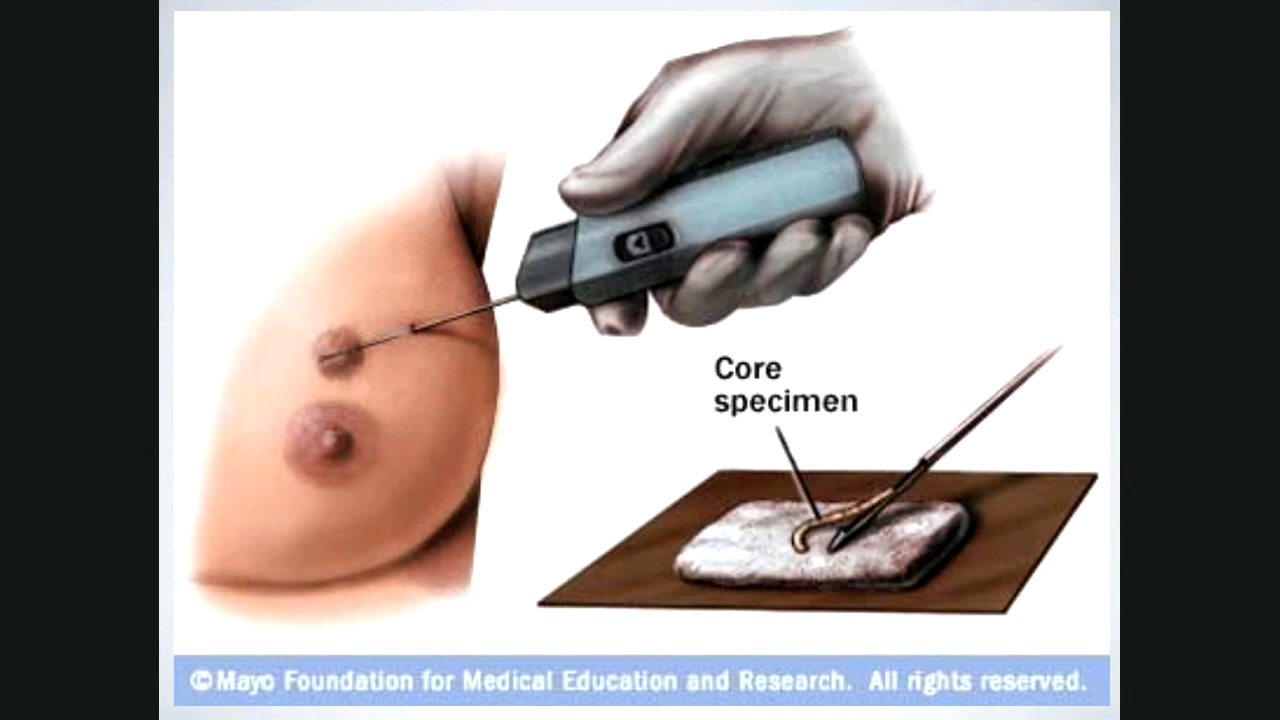 Core
specimen
©Mayo Foundation for Medical Education and Research. All rights reserved.